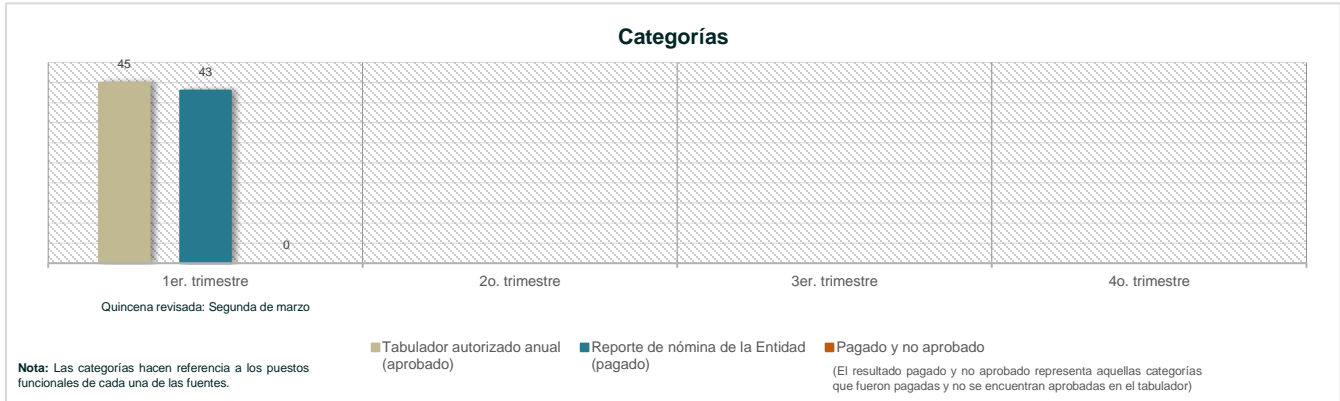 Categorías
45
43
0
1er. trimestre
2o. trimestre
3er. trimestre
4o. trimestre
Quincena revisada: Segunda de marzo
Tabulador autorizado anual
(aprobado)
Reporte de nómina de la Entidad
(pagado)
Pagado y no aprobado
(El resultado pagado y no aprobado representa aquellas categorías
que fueron pagadas y no se encuentran aprobadas en el tabulador)
Nota: Las categorías hacen referencia a los puestos
funcionales de cada una de las fuentes.